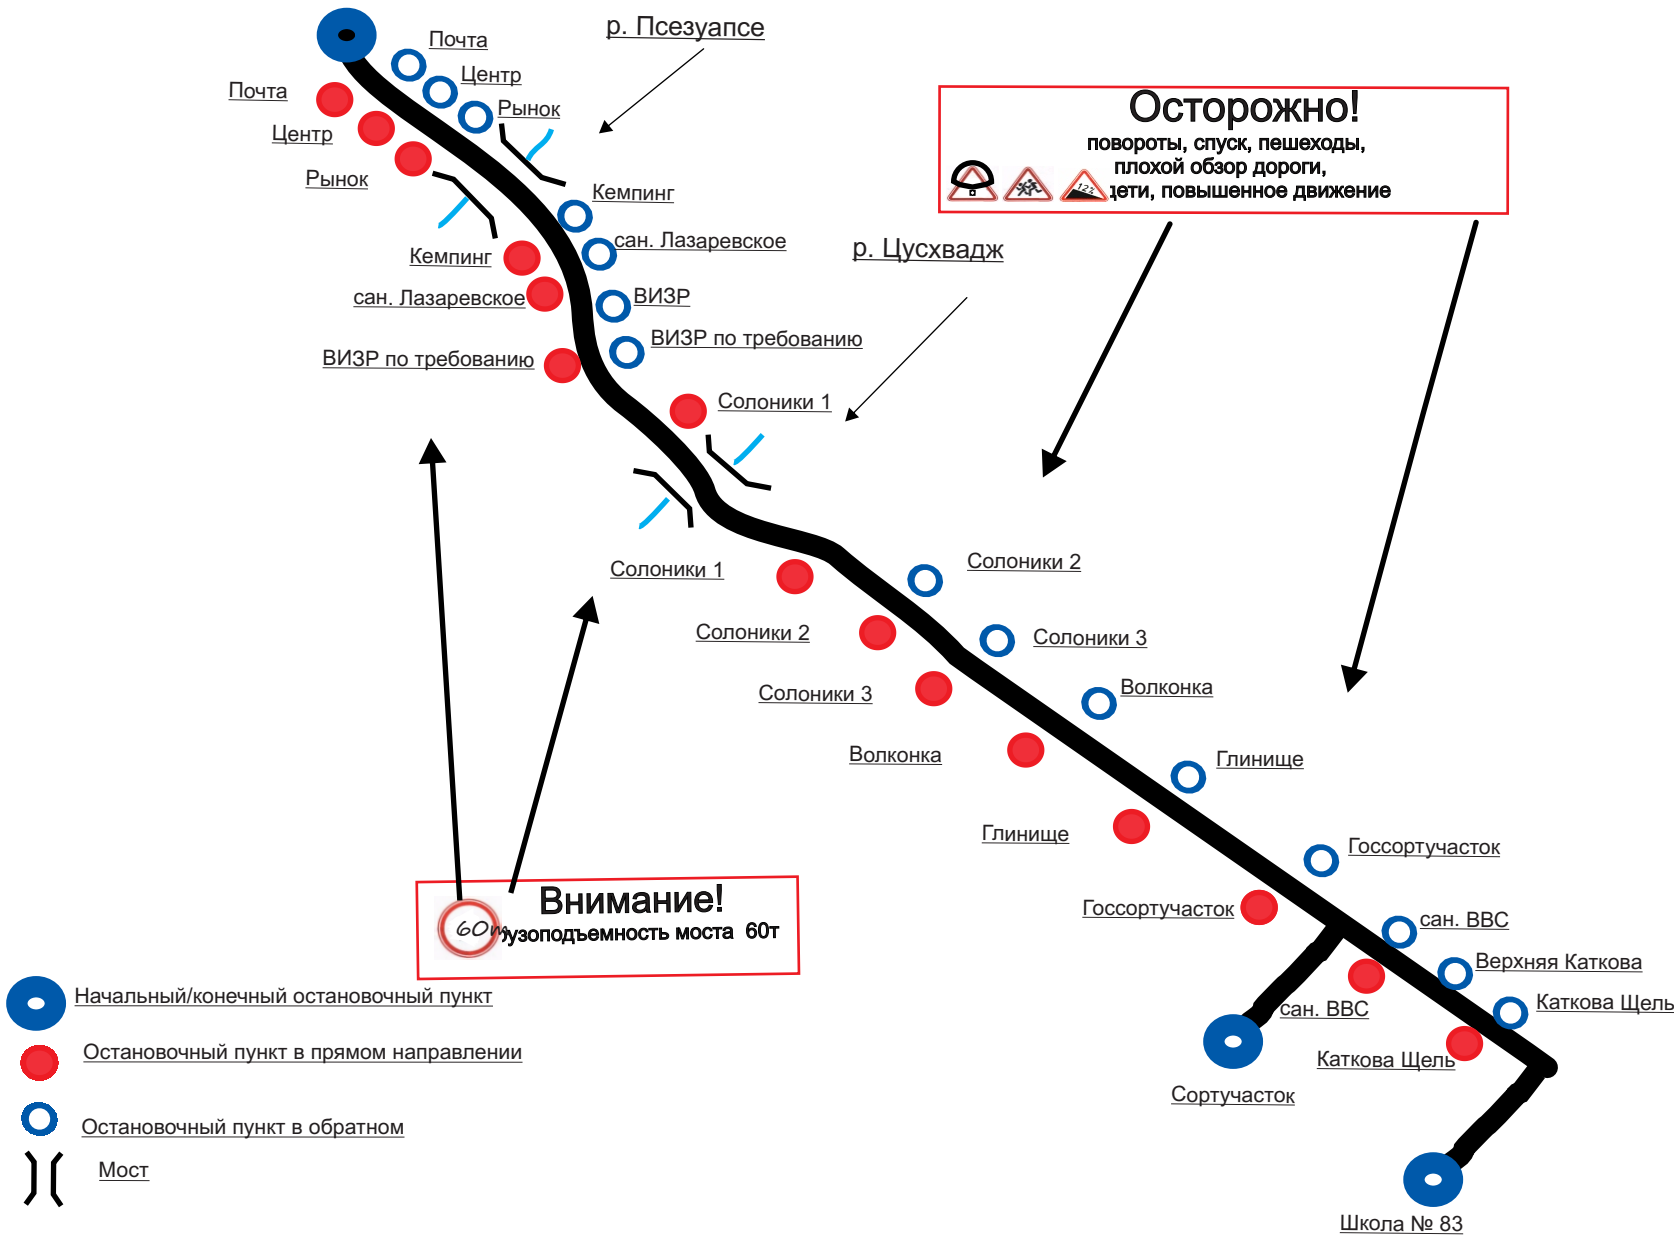 р. Псезуапсе
Почта
Центр
Рынок
Почта
Центр
Рынок
Осторожно!
повороты, спуск, пешеходы,
плохой обзор дороги,
дети, повышенное движение
12%
Кемпинг
сан. Лазаревское
ВИЗР
ВИЗР по требованию
р. Цусхвадж
Кемпинг
сан. Лазаревское
ВИЗР по требованию
Солоники 1
Солоники 1
Солоники 2
Солоники 2
Солоники 3
Солоники 3
Волконка
Волконка
Глинище
Глинище
Госсортучасток
Госсортучасток
сан. ВВС
Верхняя Каткова
Каткова Щель
сан. ВВС
Каткова Щель
Сортучасток
Школа № 83
Внимание!
60т
узоподъемность моста 60т
Начальный/конечный остановочный пункт
Остановочный пункт в прямом направлении
Остановочный пункт в обратном
Мост